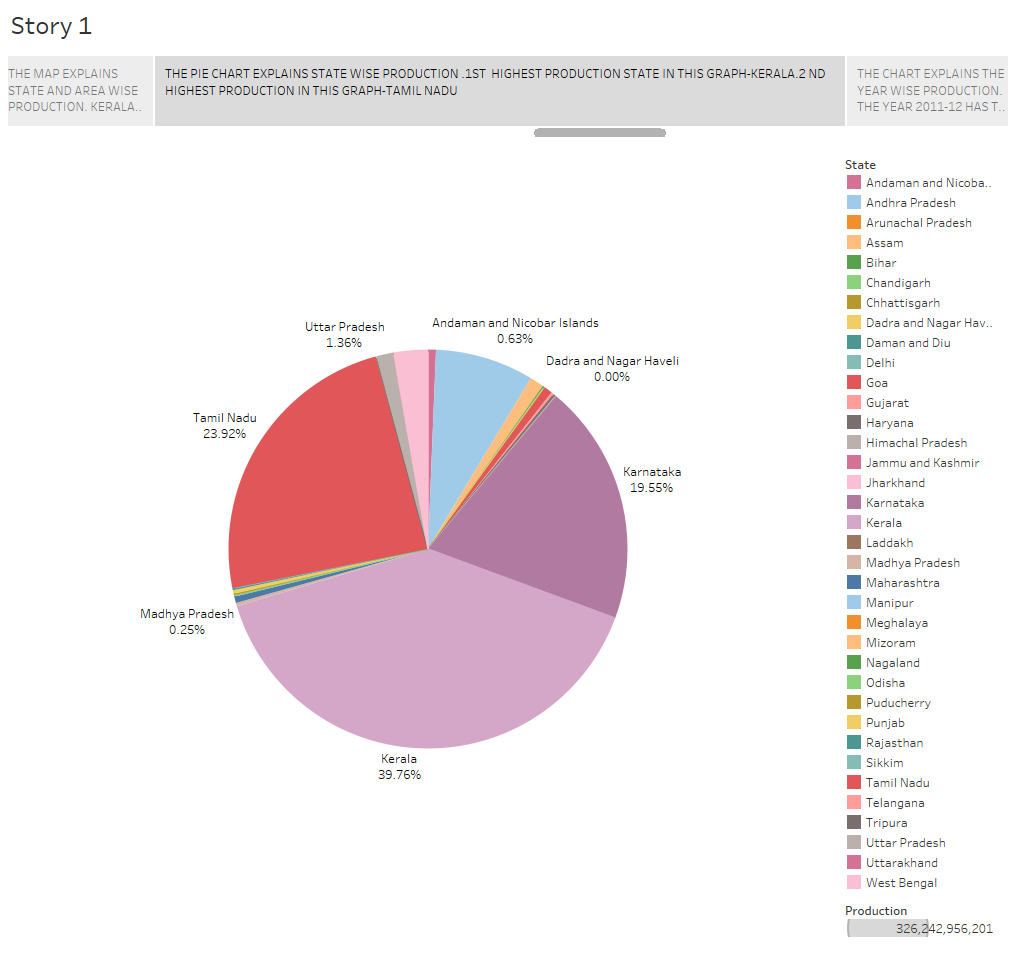 Story 1
THE MAP EXPLAINS
STATE AND AREA WISE
PRODUCTION. KERALA..
THE PIE CHART EXPLAINS STATE WISE PRODUCTION .1ST  HIGHEST PRODUCTION STATE IN THIS GRAPH-KERALA.2 ND
HIGHEST PRODUCTION IN THIS GRAPH-TAMIL NADU
THE CHART EXPLAINS THE
YEAR WISE PRODUCTION.
THE YEAR 2011-12 HAS T..
Uttar Pradesh
1.36%
Andaman and Nicobar Islands
0.63%
Dadra and Nagar Haveli
0.00%
Tamil Nadu
23.92%
Karnataka
19.55%
Madhya Pradesh
0.25%
Kerala
39.76%
State
Andaman and Nicoba..
Andhra Pradesh
Arunachal Pradesh
Assam
Bihar
Chandigarh
Chhattisgarh
Dadra and Nagar Hav..
Daman and Diu
Delhi
Goa
Gujarat
Haryana
Himachal Pradesh
Jammu and Kashmir
Jharkhand
Karnataka
Kerala
Laddakh
Madhya Pradesh
Maharashtra
Manipur
Meghalaya
Mizoram
Nagaland
Odisha
Puducherry
Punjab
Rajasthan
Sikkim
Tamil Nadu
Telangana
Tripura
Uttar Pradesh
Uttarakhand
West Bengal
Production
326,242,956,201